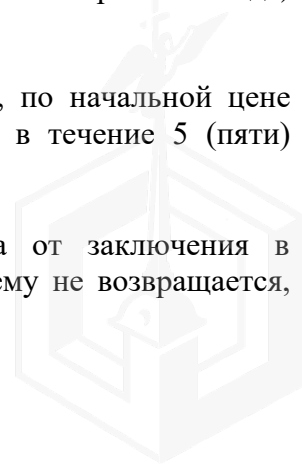 , по начальной цене
в течение 5 (пяти)
а от заключения в
ему не возвращается,